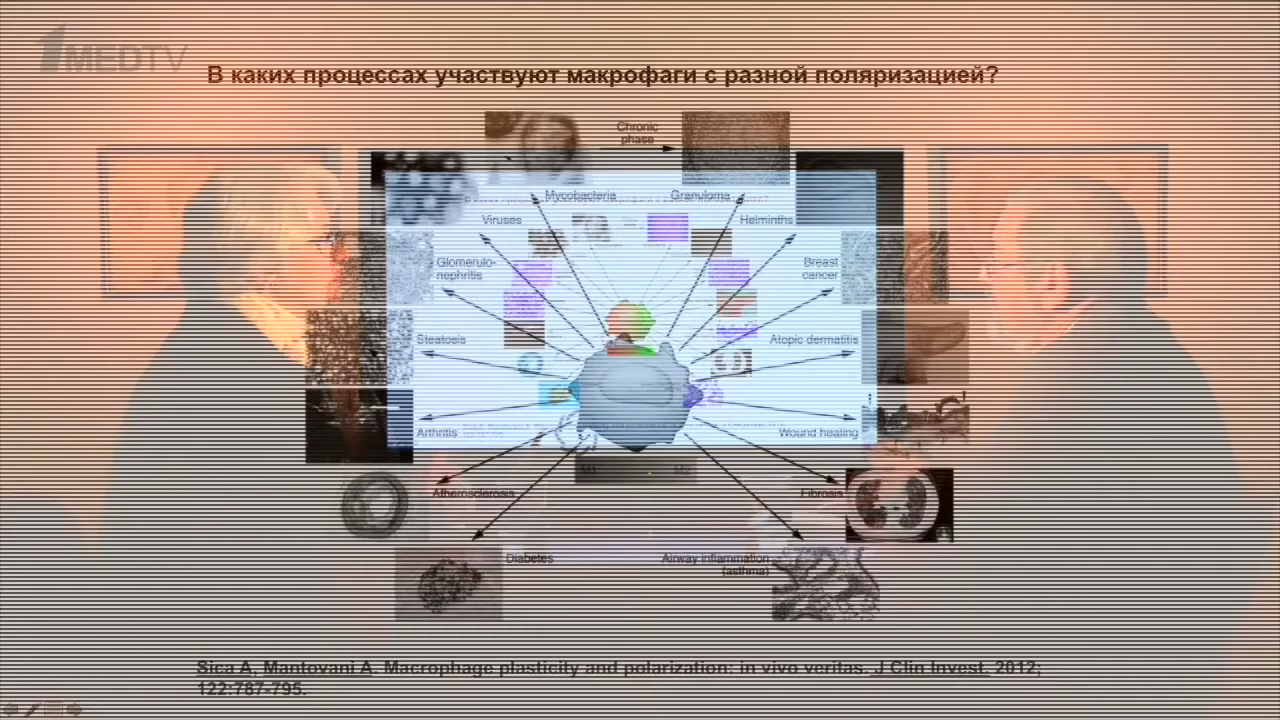 1MEDTV
В каких процессах участвуют макрофаги с разной поляризацией?
Chronic
phase
Mycobacteria
Granuloma
Viruses
Helminths
Glomerulo-
nephritis
Breast
cancer
Steatosis
Atopic dermatitis
Arthritis
Wound healing
M1
M2
Atherosclerosis
Fibrosis
Diabetes
Airway inflammation
(asthma)
Sica A, Mantovani A. Macrophage plasticity and polarization: in vivo veritas. J Clin Invest. 2012;
122:787-795.